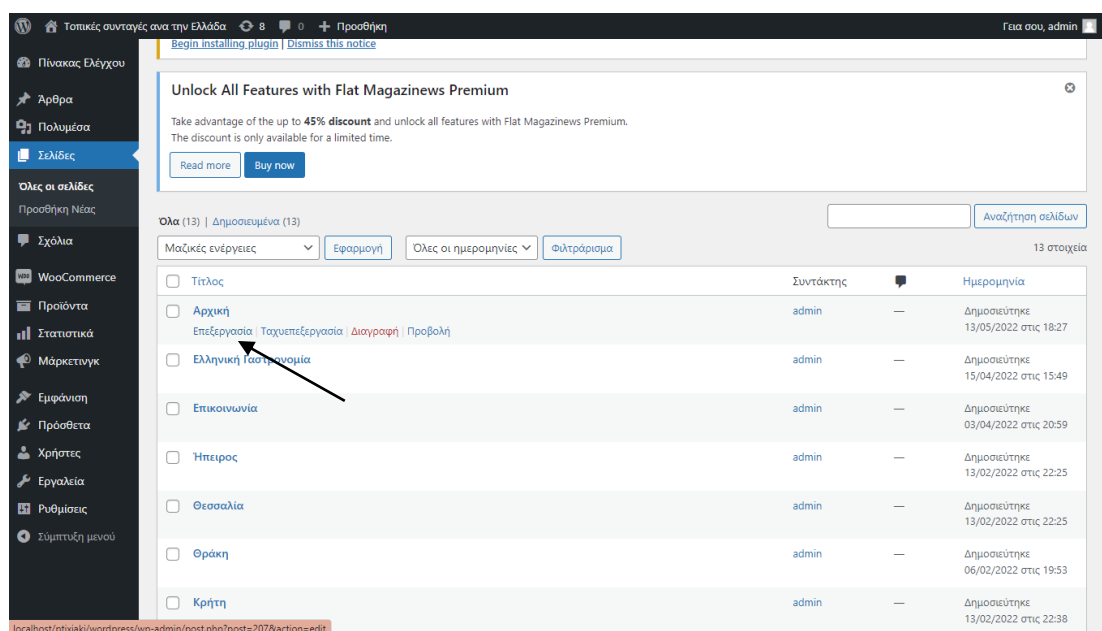 Τοπικές συνταγές ανα την Ελλάδα 8 0 + Προσθήκη Γεια σου, admin
Πίνακας Ελέγχου
Άρθρα
Πολυμέσα
Σελίδες
Όλες οι σελίδες
Προσθήκη Νέας
Σχόλια
WooCommerce
Προϊόντα
Στατιστικά
Μάρκετινγκ
Εμφάνιση
Πρόσθετα
Χρήστες
Εργαλεία
Ρυθμίσεις
Σύμπτυξη μενού
Begin installing plugin | Dismiss this notice
Unlock All Features with Flat Magazinews Premium
Take advantage of the up to 45% discount and unlock all features with Flat Magazinews Premium.
The discount is only available for a limited time.
Read more Buy now
Όλα (13) | Δημοσιευμένα (13)
Αναζήτηση σελίδων
Μαζικές ενέργειες Εφαρμογή Όλες οι ημερομηνίες Φιλτράρισμα 13 στοιχεία
Τίτλος Συντάκτης Ημερομηνία
Αρχική admin — Δημοσιεύτηκε
Επεξεργασία | Ταχυεπεξεργασία | Διαγραφή | Προβολή 13/05/2022 στις 18:27
Ελληνική Γαστρονομία admin — Δημοσιεύτηκε
15/04/2022 στις 15:49
Επικοινωνία admin — Δημοσιεύτηκε
03/04/2022 στις 20:59
Ήπειρος admin — Δημοσιεύτηκε
13/02/2022 στις 22:25
Θεσσαλία admin — Δημοσιεύτηκε
13/02/2022 στις 22:25
Θράκη admin — Δημοσιεύτηκε
06/02/2022 στις 19:53
Κρήτη admin — Δημοσιεύτηκε
13/02/2022 στις 22:38
localhost/ptixiaki/wordpress/wp-admin/post.php?post=207&action=edit